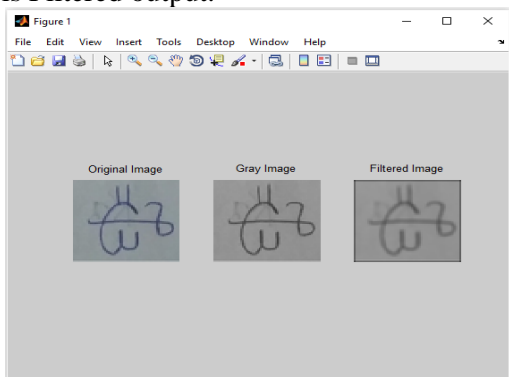 is Filtered output.
Figure 1
File Edit View Insert Tools Desktop Window Help
Original Image
Gray Image
Filtered Image